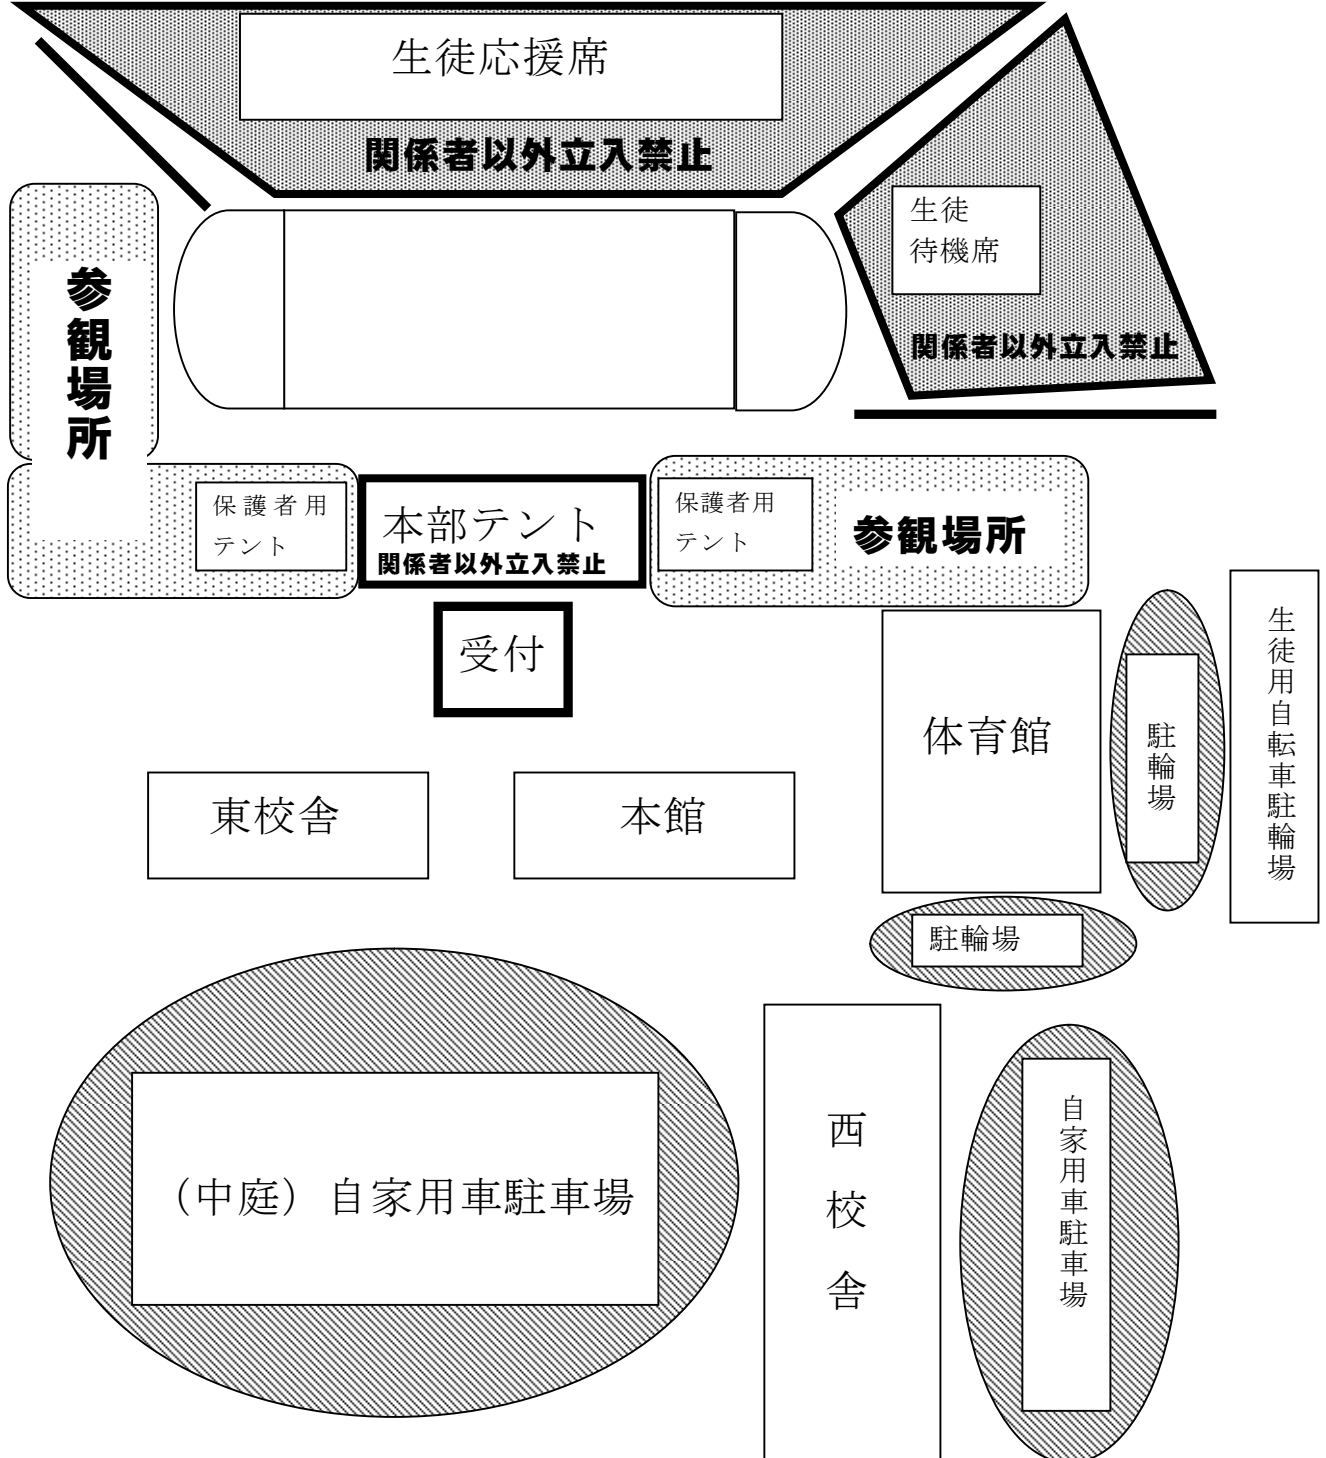 生徒応援席
関係者以外立入禁止
生徒
待機席
関係者以外立入禁止
参観場所
保護者用
テント
本部テント
関係者以外立入禁止
保護者用
テント
参観場所
受付
体育館
駐輪場
生徒用自転車駐輪場
東校舎
本館
駐輪場
（中庭）自家用車駐車場
西校舎
自家用車駐車場